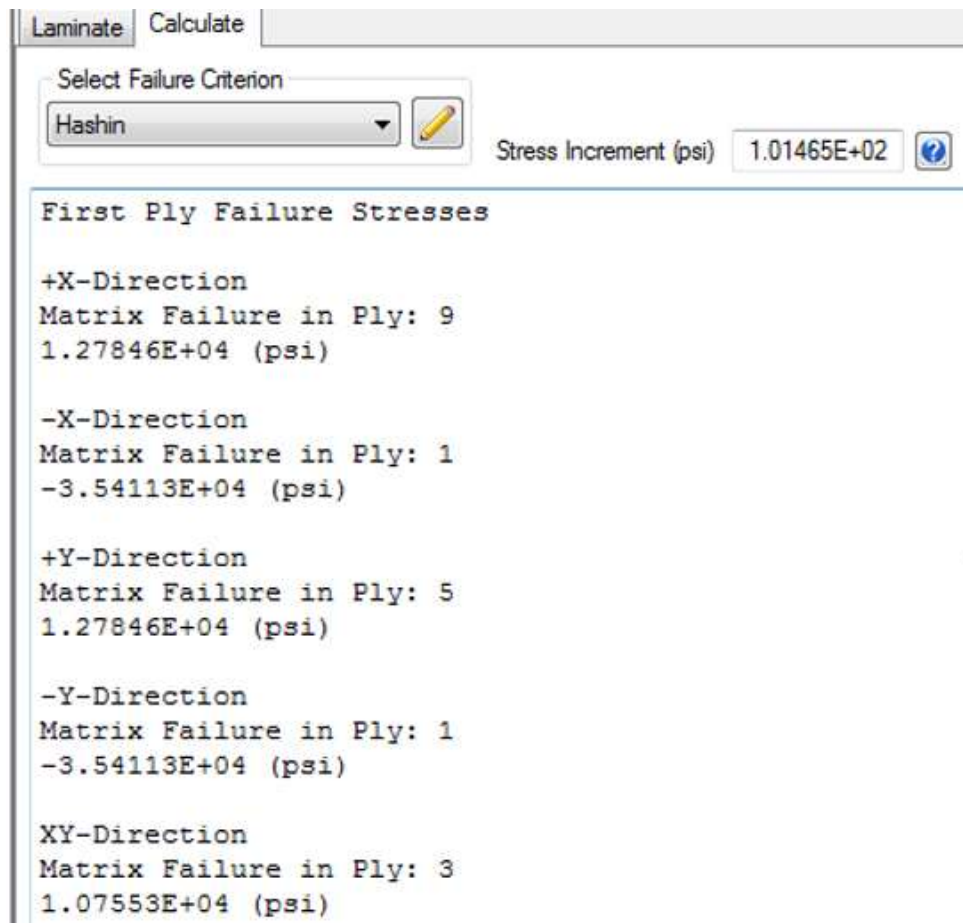 Laminate
Calculate
Select Failure Criterion
Hashin
Stress Increment (psi)
1.01465E+02
First Ply Failure Stresses
+X-Direction
Matrix Failure in Ply: 9
1.27846E+04 (psi)
-X-Direction
Matrix Failure in Ply: 1
-3.54113E+04 (psi)
+Y-Direction
Matrix Failure in Ply: 5
1.27846E+04 (psi)
-Y-Direction
Matrix Failure in Ply: 1
-3.54113E+04 (psi)
XY-Direction
Matrix Failure in Ply: 3
1.07553E+04 (psi)